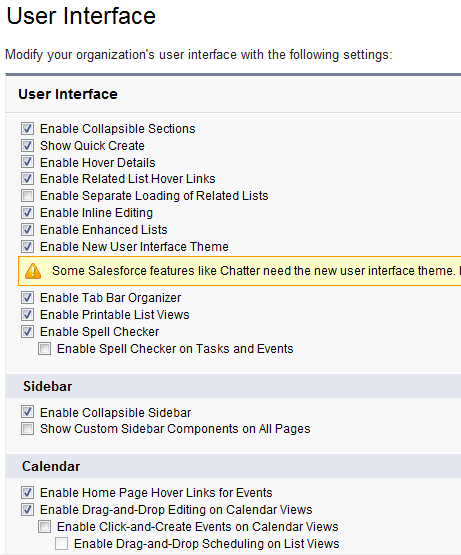 User Interface
Modify your organization's user interface with the following settings:
User Interface
Enable Collapsible Sections
Show Quick Create
Enable Hover Details
Enable Related List Hover Links
Enable Separate Loading of Related Lists
Enable Inline Editing
Enable Enhanced Lists
Enable New User Interface Theme
Some Salesforce features like Chatter need the new user interface theme.
Enable Tab Bar Organizer
Enable Printable List Views
Enable Spell Checker
Enable Spell Checker on Tasks and Events
Sidebar
Enable Collapsible Sidebar
Show Custom Sidebar Components on All Pages
Calendar
Enable Home Page Hover Links for Events
Enable Drag-and-Drop Editing on Calendar Views
Enable Click-and-Create Events on Calendar Views
Enable Drag-and-Drop Scheduling on List Views